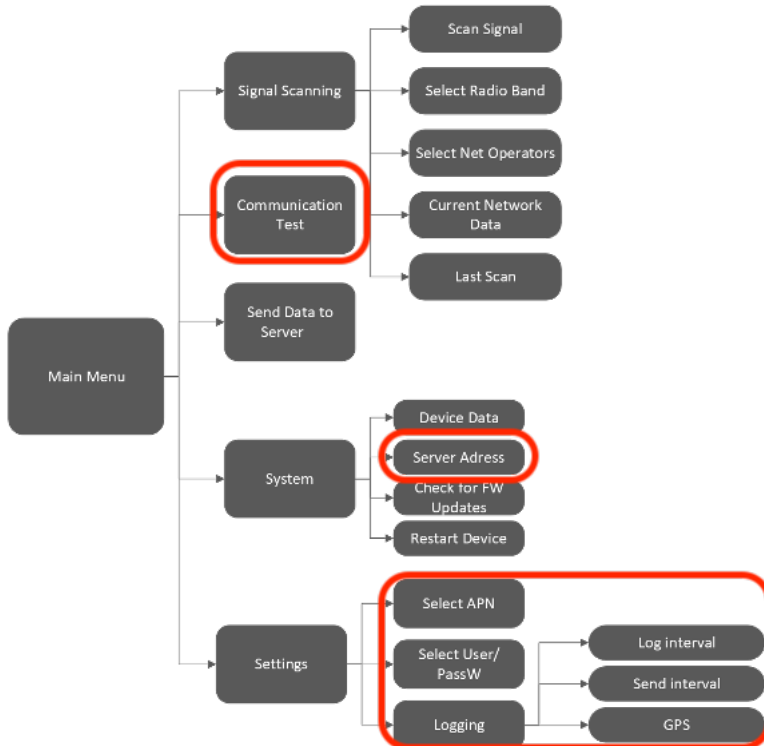 Main Menu
Signal Scanning
Scan Signal
Select Radio Band
Select Net Operators
Current Network
Data
Last Scan
Communication
Test
Send Data to
Server
System
Device Data
Server Adress
Check for FW
Updates
Restart Device
Settings
Select APN
Select User/
PassW
Logging
Log interval
Send interval
GPS